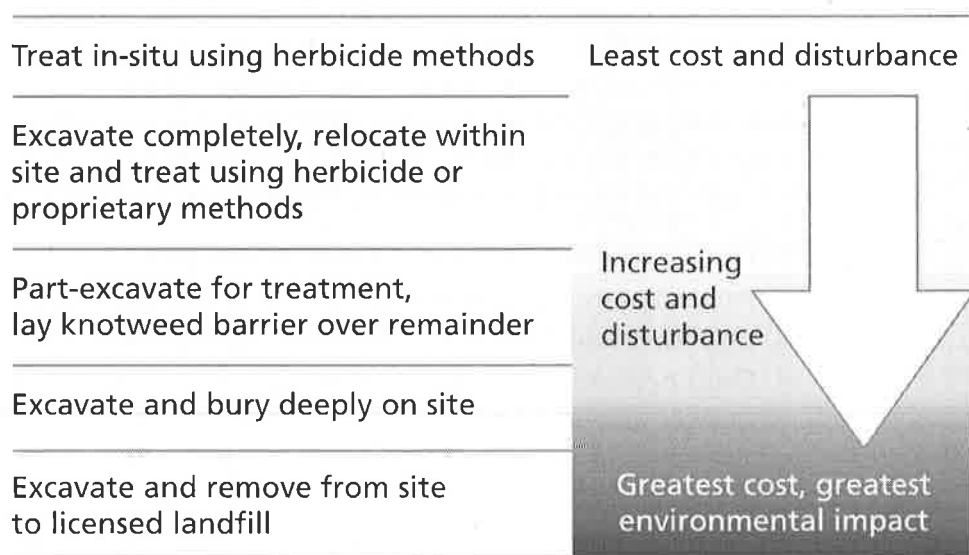 Treat in-situ using herbicide methods
Least cost and disturbance
Excavate completely, relocate within
site and treat using herbicide or
proprietary methods
Part-excavate for treatment,
lay knotweed barrier over remainder
Increasing
cost and
disturbance
Excavate and bury deeply on site
Excavate and remove from site
to licensed landfill
Greatest cost, greatest
environmental impact